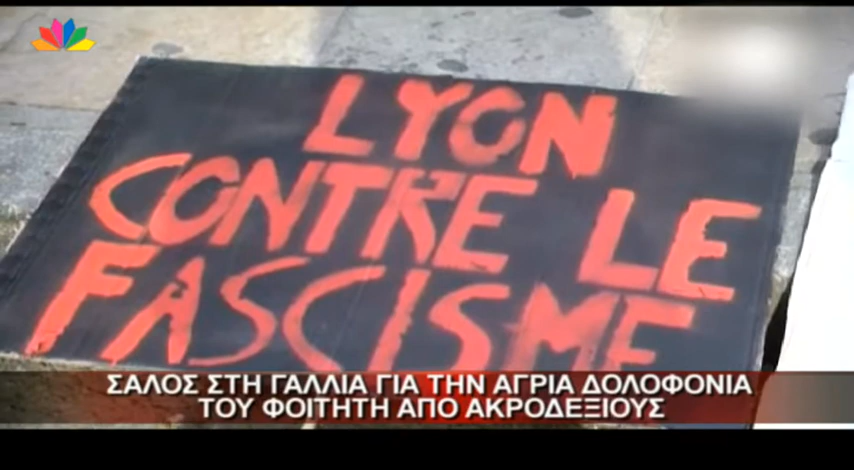 LYON
CONTRE LE
FASCISME
ΣΑΛΟΣ ΣΤΗ ΓΑΛΛΙΑ ΓΙΑ ΤΗΝ ΑΓΡΙΑ ΔΟΛΟΦΟΝΙΑ
ΤΟΥ ΦΟΙΤΗΤΗ ΑΠΟ ΑΚΡΟΔΕΞΙΟΥΣ